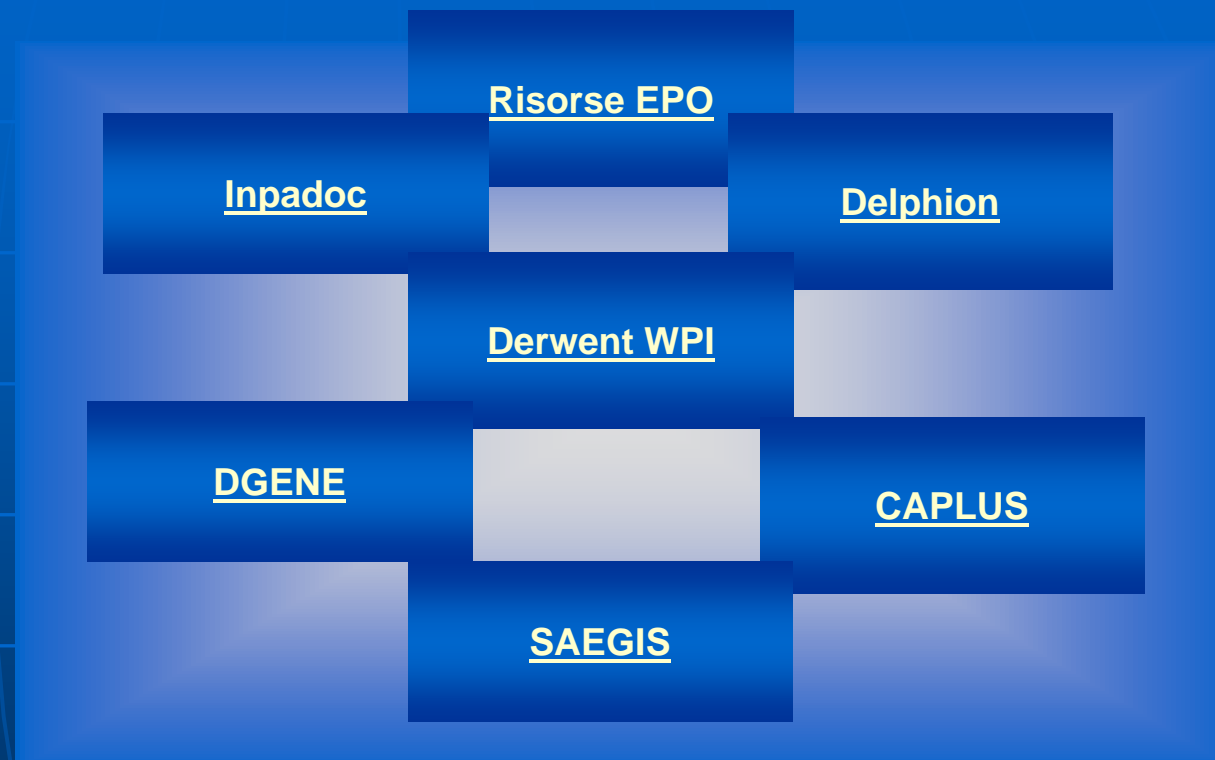 Risorse EPO
Inpadoc
Delphion
Derwent WPI
DGENE
CAPLUS
SAEGIS